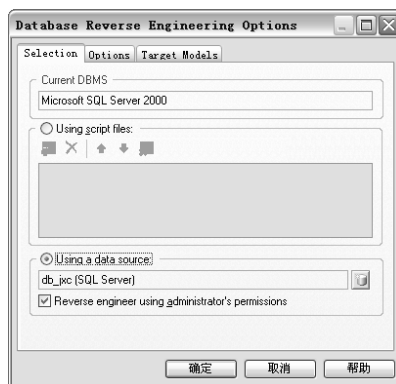 Database Reverse Engineering Options
Selection Options Target Models
Current DBMS
Microsoft SQL Server 2000
Using script files:
Using a data source:
db_jxc (SQL Server)
Reverse engineer using administrator's permissions
确定 取消 帮助